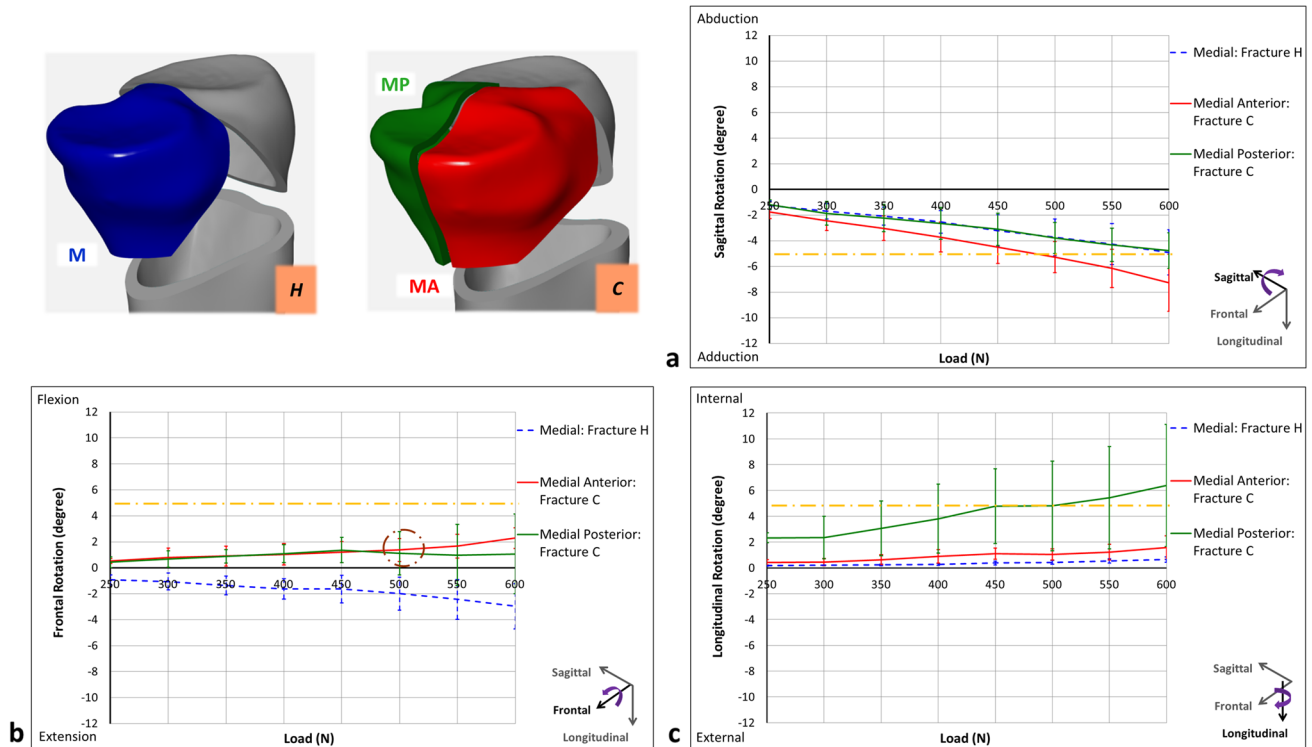 MP
M
MA
H
C
a
Abduction
Sagittal Rotation (degree)
12
10
8
6
4
2
0
-2
-4
-6
-8
-10
-12
250
300
350
400
450
500
550
600
Medial: Fracture H
Medial Anterior:
Fracture C
Medial Posterior:
Fracture C
Sagittal
Frontal
Longitudinal
Adduction
Load (N)
b
Flexion
Frontal Rotation (degree)
12
10
8
6
4
2
0
-2
-4
-6
-8
-10
-12
250
300
350
400
450
500
550
600
Medial: Fracture H
Medial Anterior:
Fracture C
Medial Posterior:
Fracture C
Sagittal
Frontal
Longitudinal
Extension
Load (N)
c
Internal
Longitudinal Rotation (degree)
12
10
8
6
4
2
0
-2
-4
-6
-8
-10
-12
250
300
350
400
450
500
550
600
Medial: Fracture H
Medial Anterior:
Fracture C
Medial Posterior:
Fracture C
Sagittal
Frontal
Longitudinal
External
Load (N)